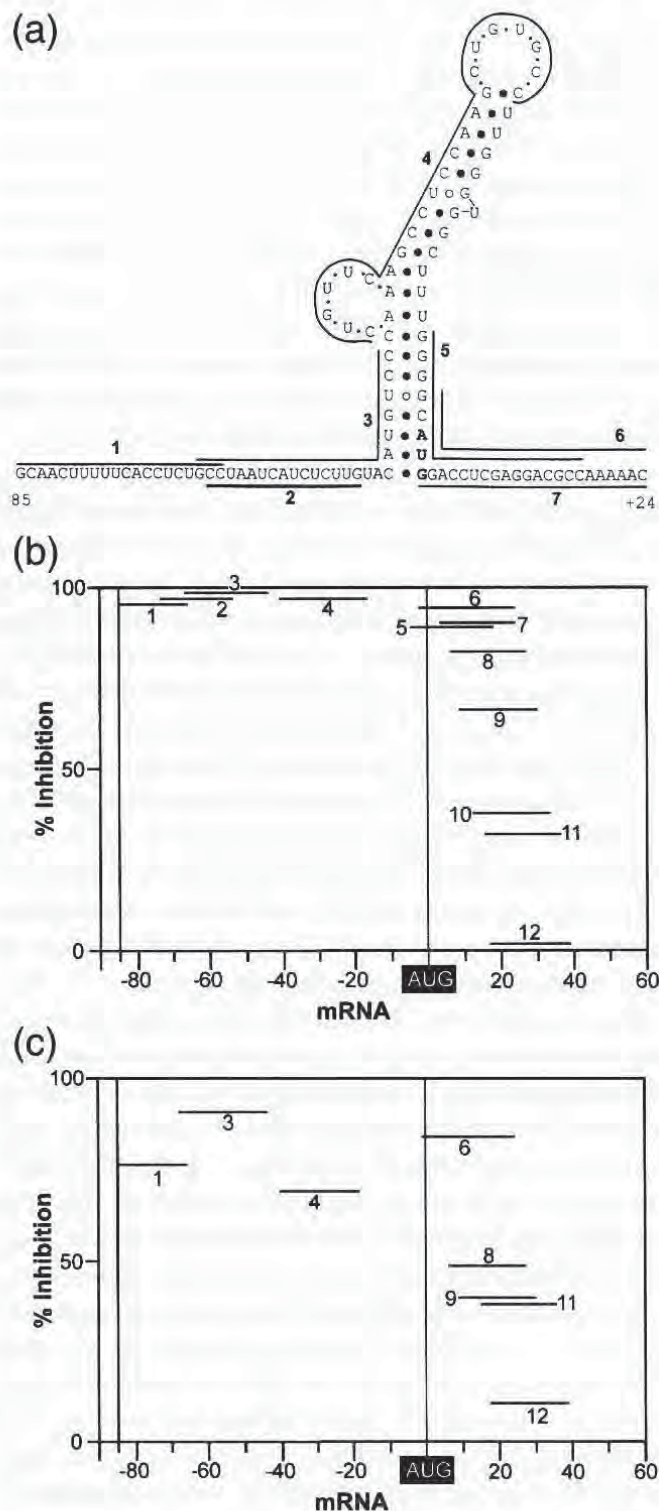 (a)
G U
U G
C C
G C
A U
A U
C G
4 C G
U G
C G-U
C G
G C
U U C A U
U A U
G U C A U
C G 5
C G
C G
U G
3 G C
U A 6
1 A U
GCAACUUUUUCACCUCUGCCUAAUCAUCUCUUGUAC GGACCUCGAGGACGCCAAAAAC
85 2 7 +24
(b)
100
3
1 2 4
6
5 7
8
9
50
10 11
12
0
% Inhibition
-80 -60 -40 -20 AUG 20 40 60
mRNA
(c)
100
3
6
1
4
8
50
9 11
12
0
% Inhibition
-80 -60 -40 -20 AUG 20 40 60
mRNA